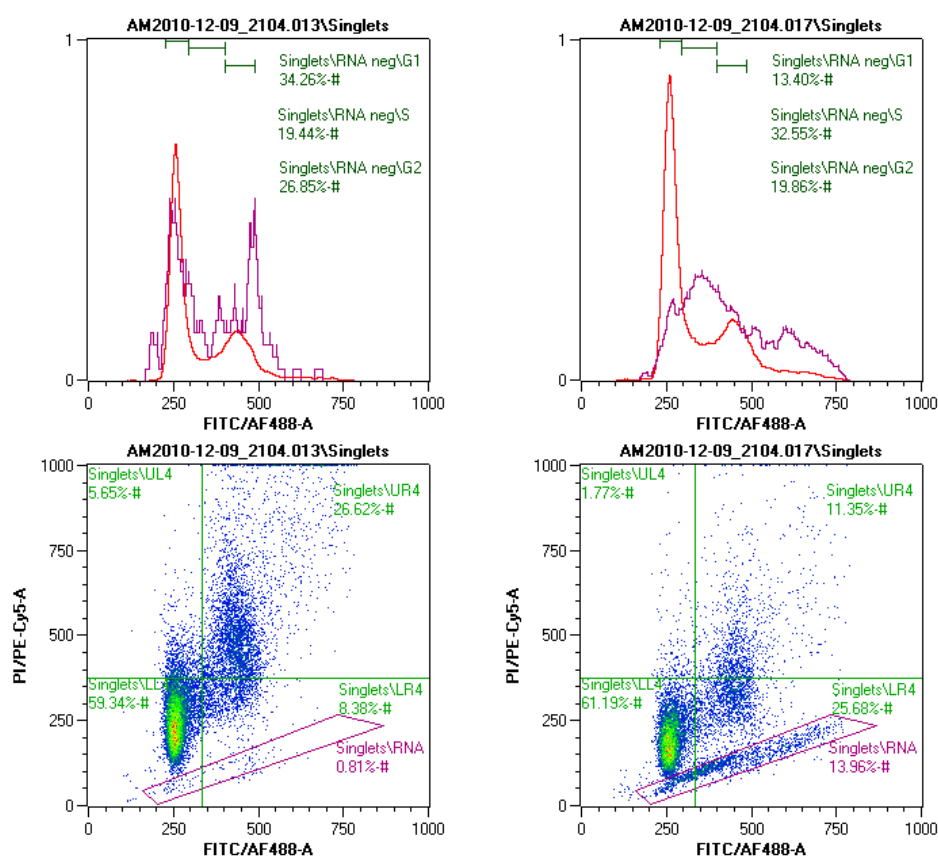 AM2010-12-09_2104.013\Singlets
1
Singlets\RNA neg\G1
34.26%-#
Singlets\RNA neg\S
19.44%-#
Singlets\RNA neg\G2
26.85%-#
0
0 250 500 750 1000
FITC/AF488-A
AM2010-12-09_2104.017\Singlets
1
Singlets\RNA neg\G1
13.40%-#
Singlets\RNA neg\S
32.55%-#
Singlets\RNA neg\G2
19.86%-#
0
0 250 500 750 1000
FITC/AF488-A
AM2010-12-09_2104.013\Singlets
1000
Singlets\UL4
5.65%-#
Singlets\UR4
26.62%-#
750
PI/PE-Cy5-A
500
250
Singlets\LL4
59.34%-#
Singlets\LR4
8.38%-#
Singlets\RNA
0.81%-#
0
0 250 500 750 1000
FITC/AF488-A
AM2010-12-09_2104.017\Singlets
1000
Singlets\UL4
1.77%-#
Singlets\UR4
11.35%-#
750
PI/PE-Cy5-A
500
250
Singlets\LL4
61.19%-#
Singlets\LR4
25.68%-#
Singlets\RNA
13.96%-#
0
0 250 500 750 1000
FITC/AF488-A